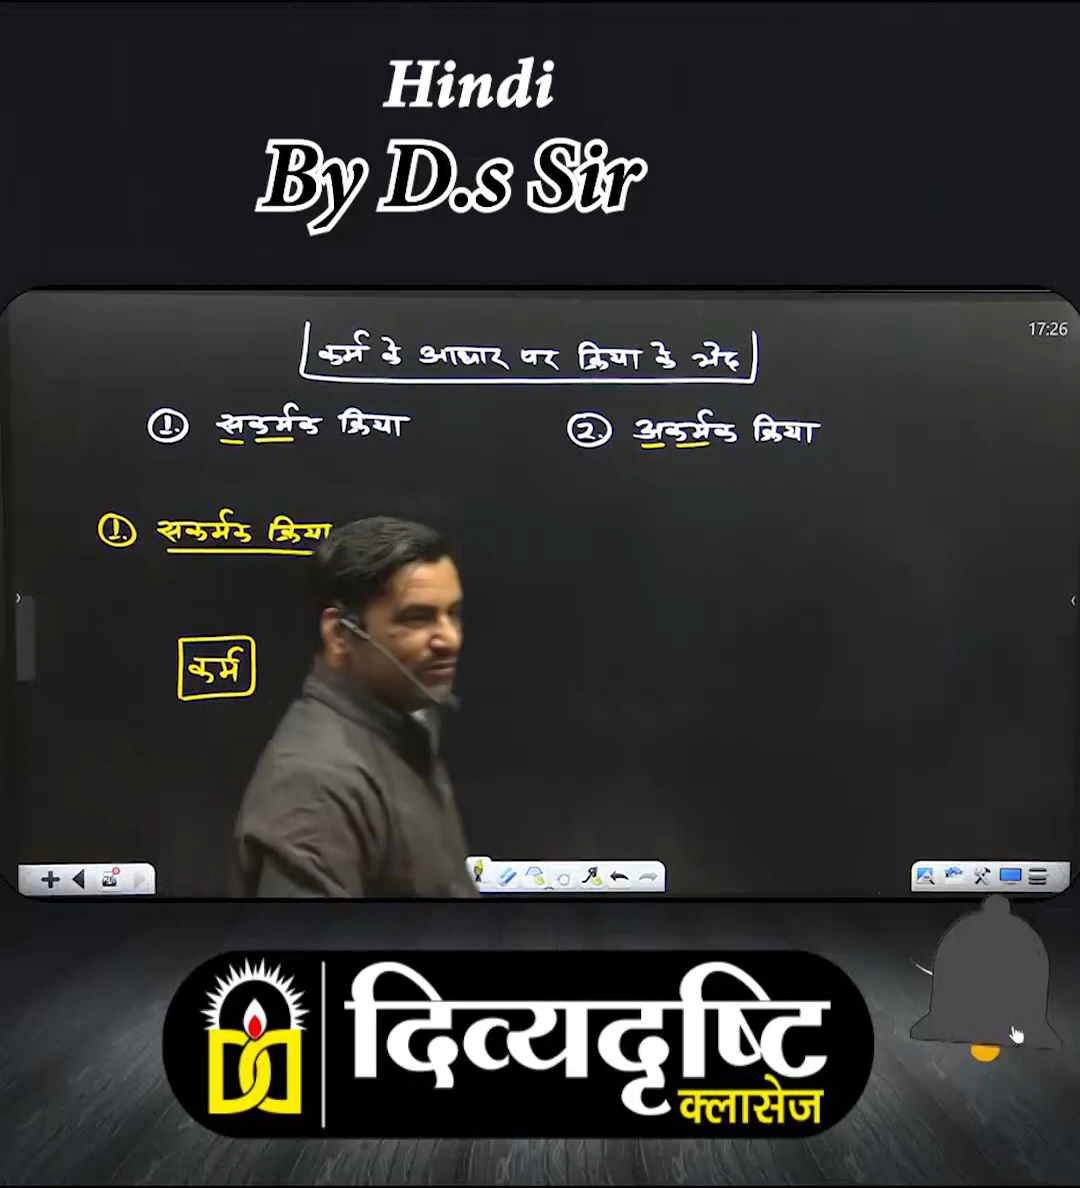 Hindi
By D.s Sir
17:26
कर्म के आधार पर क्रिया के भेद
1. सकर्मक क्रिया 2. अकर्मक क्रिया
1. सकर्मक क्रिया
कर्म
दिव्यदृष्टि
क्लासेज